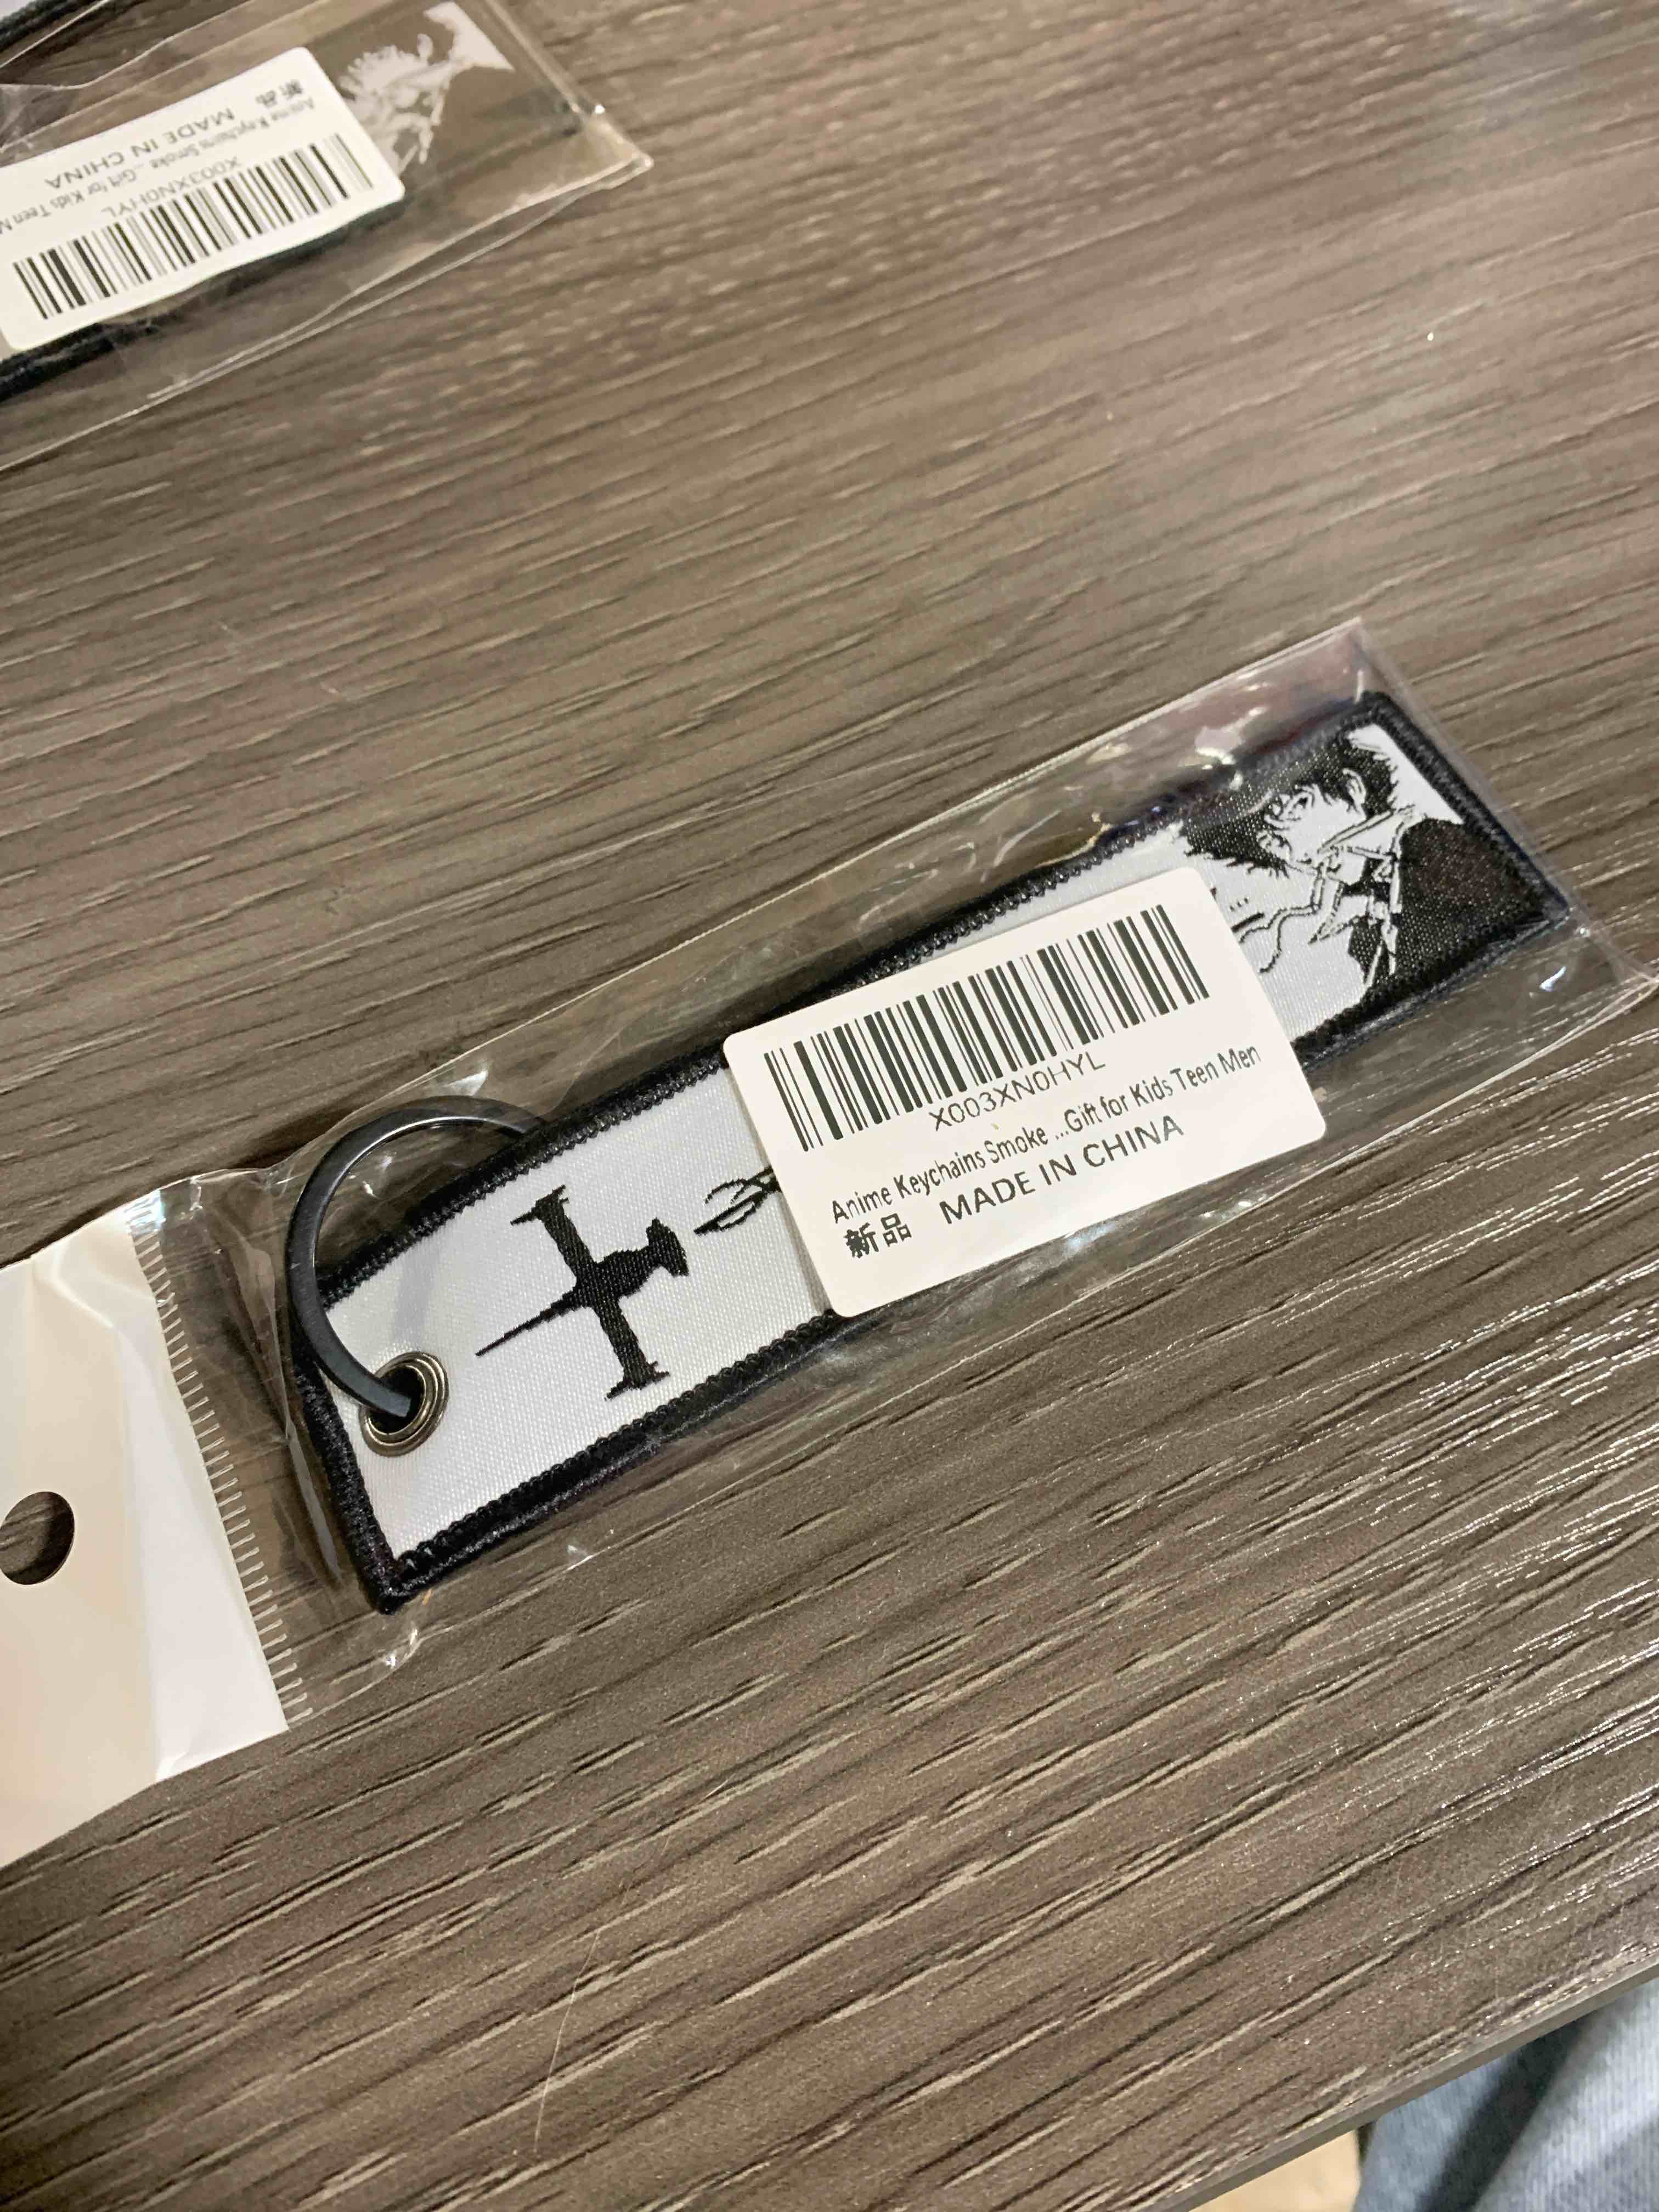 新品 MADE IN CHINA
Anime Keychains Smoke ...Gift for Kids Teen
X003XN0HYL
X003XN0HYL
Anime Keychains Smoke ...Gift for Kids Teen Men
新品 MADE IN CHINA